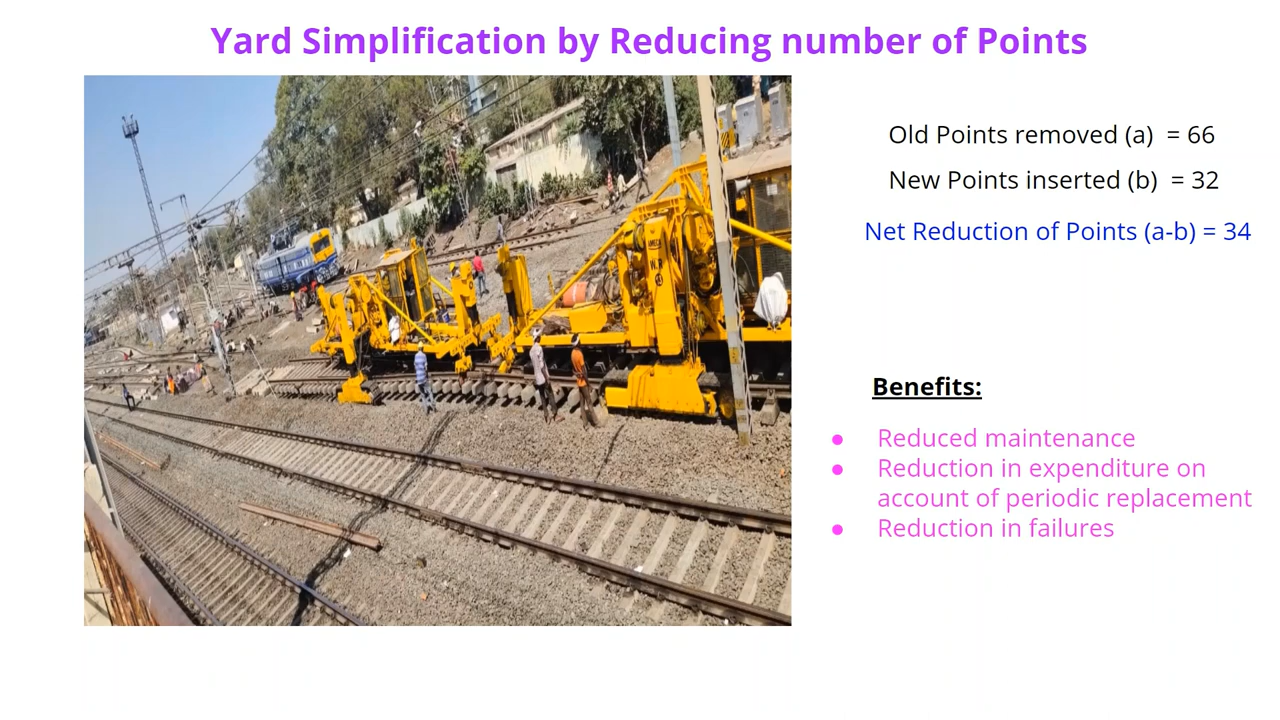 Yard Simplification by Reducing number of Points
Old Points removed (a) = 66
New Points inserted (b) = 32
Net Reduction of Points (a-b) = 34
Benefits:
● Reduced maintenance
● Reduction in expenditure on
account of periodic replacement
● Reduction in failures